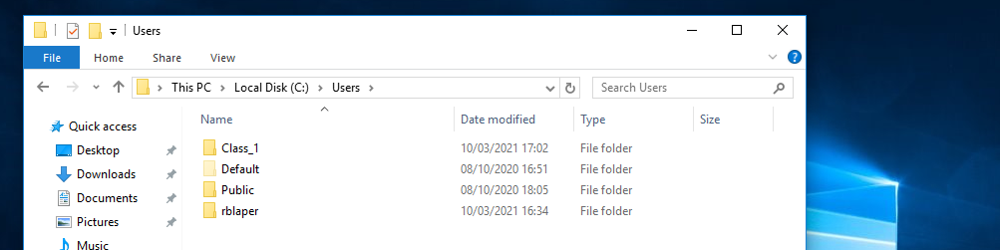 Users
File Home Share View
This PC Local Disk (C:) Users Search Users
Name Date modified Type Size
Quick access
Desktop
Downloads
Documents
Pictures
Music
Class_1 10/03/2021 17:02 File folder
Default 08/10/2020 16:51 File folder
Public 08/10/2020 18:05 File folder
rblaper 10/03/2021 16:34 File folder